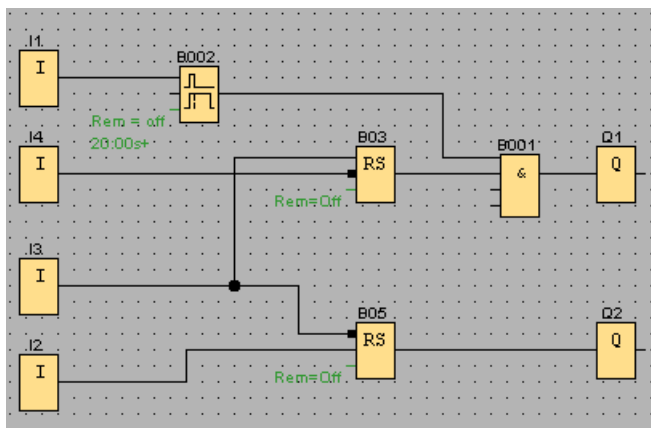 I1
I
B002
Rem = off
20:00s+
I4
I
B03
RS
Rem=Off
B001
&
Q1
Q
I3
I
B05
RS
Rem=Off
Q2
Q
I2
I